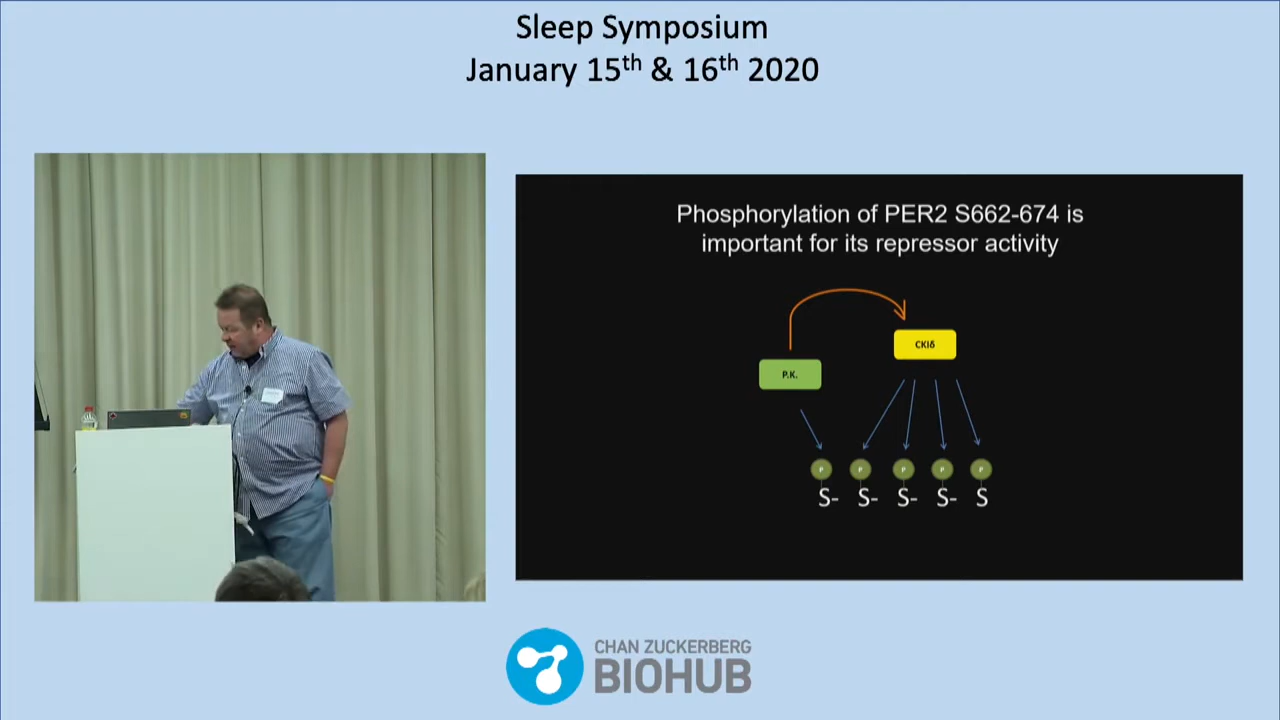 Sleep Symposium
January 15th & 16th 2020
Phosphorylation of PER2 S662-674 is
important for its repressor activity
CKIδ
P.K.
P P P P P
S- S- S- S- S
CHAN ZUCKERBERG
BIOHUB